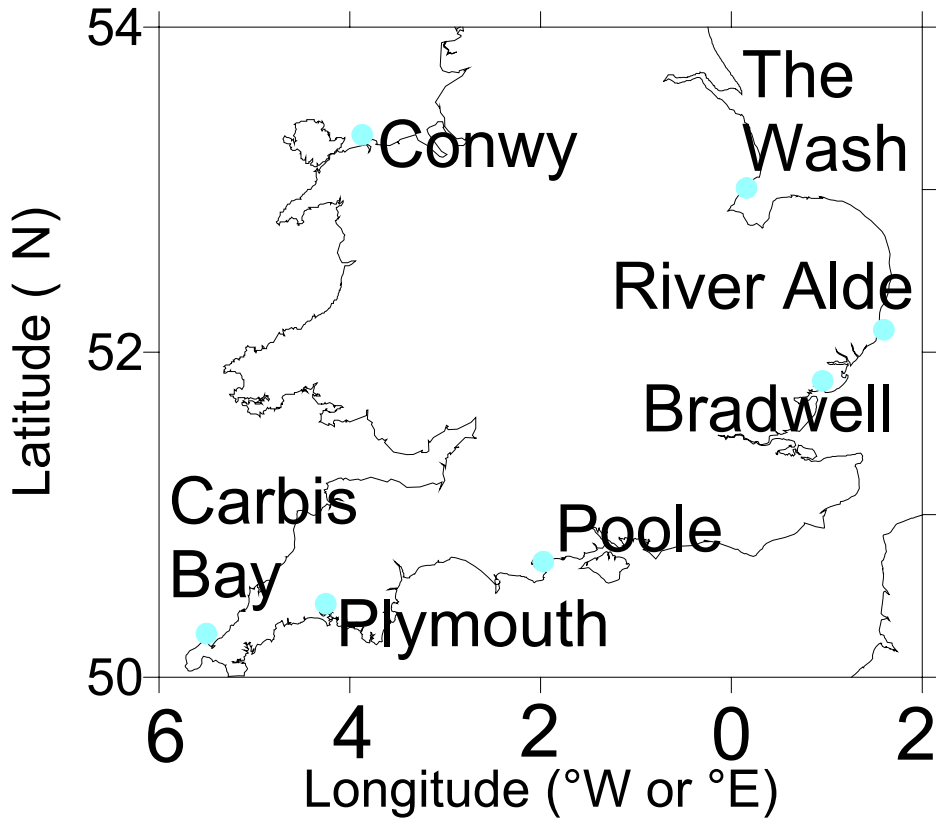 54
The
Wash
Conwy
River Alde
52
Bradwell
Carbis
Bay
Poole
Plymouth
50
6 4 2 0 2
Longitude (°W or °E)
Latitude ( N)